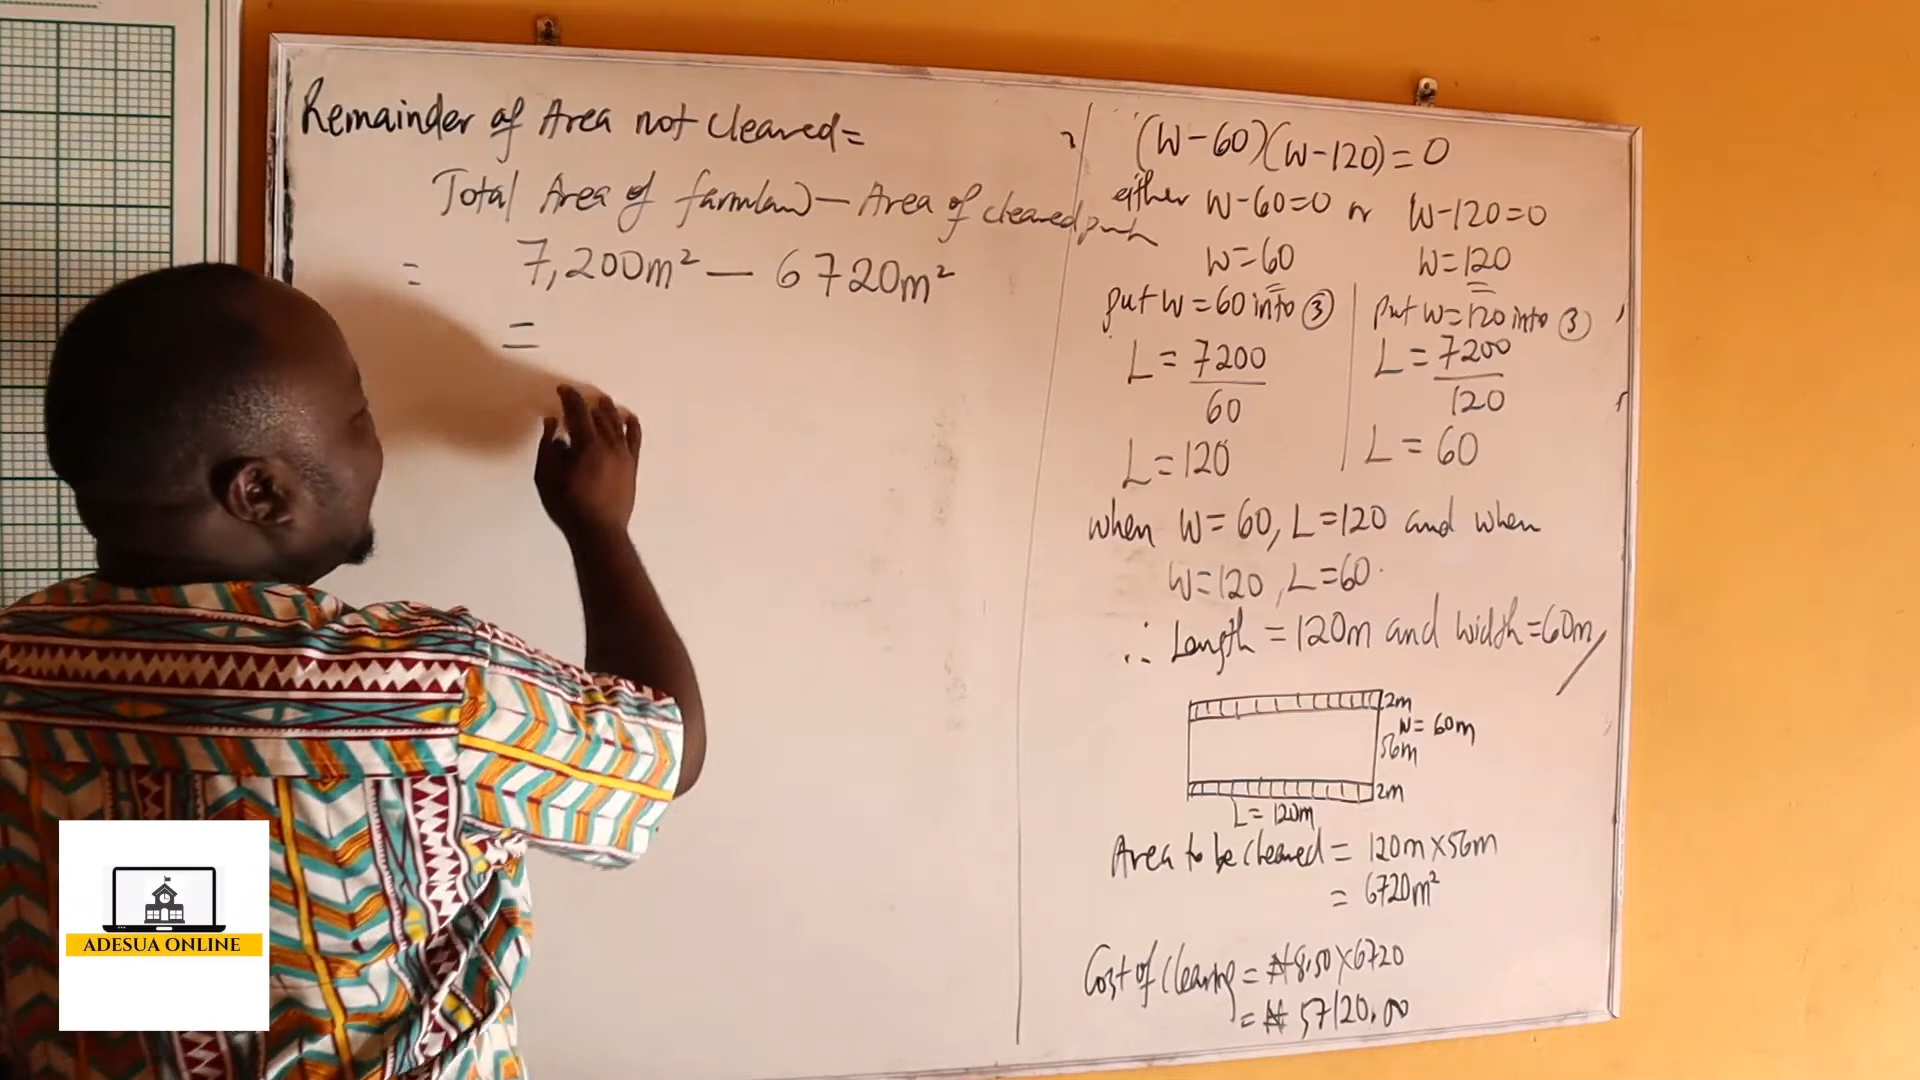 Remainder of Area not cleared =
Total Area of farmland — Area of cleared
= 7,200m² — 6720m²
=
(W-60)(W-120)=0
either W-60=0 or W-120=0
W=60 W=120
put W=60 into ③
L = 7200
60
L=120
put W=120 into ③
L = 7200
120
L = 60
when W=60, L=120 and when
W=120, L=60.
∴ Length = 120m and width=60m
2m
W= 60m
56m
2m
L= 120m
Area to be cleared = 120m x 56m
= 6720m²
Cost of clearing = ₦8.50 x 6720
= ₦ 57120.00
ADESUA ONLINE